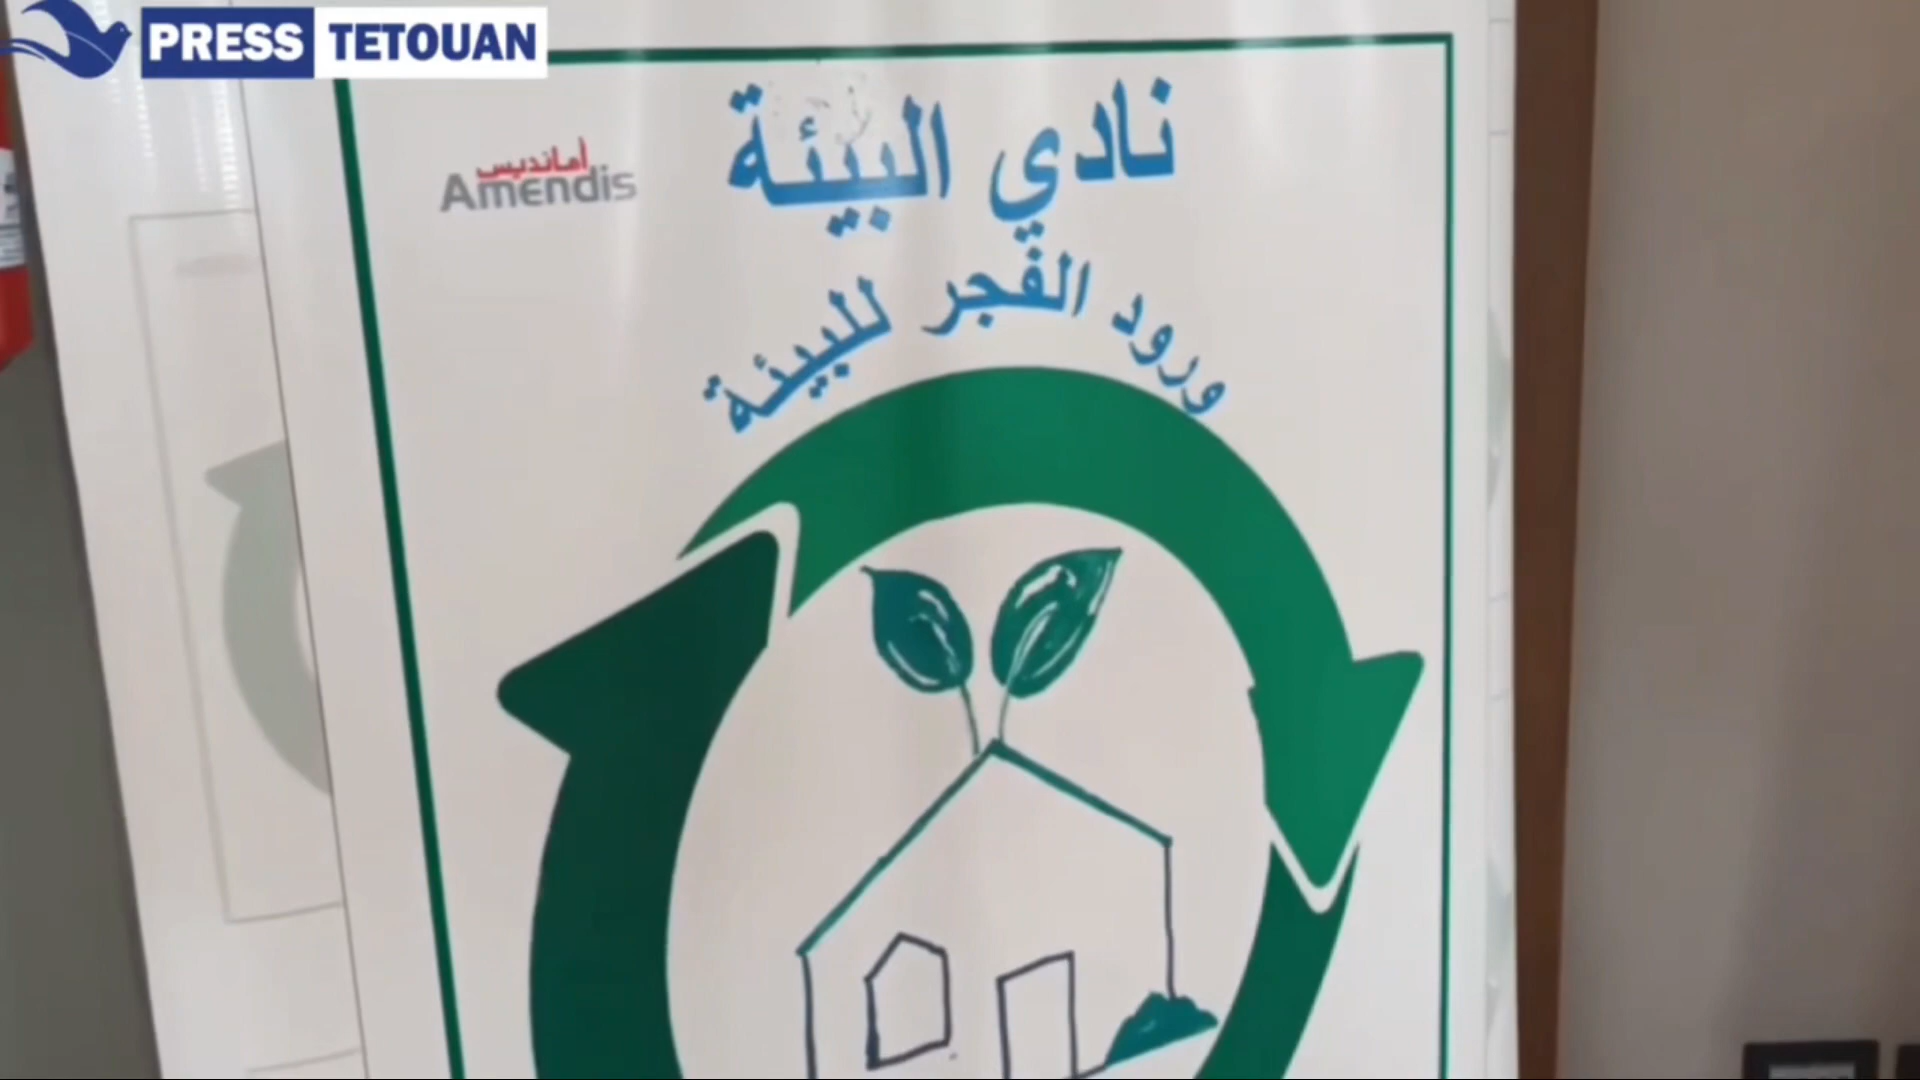 PRESS TETOUAN
نادي البيئة
أمانديس
Amendis
ورود الفجر للبيئة